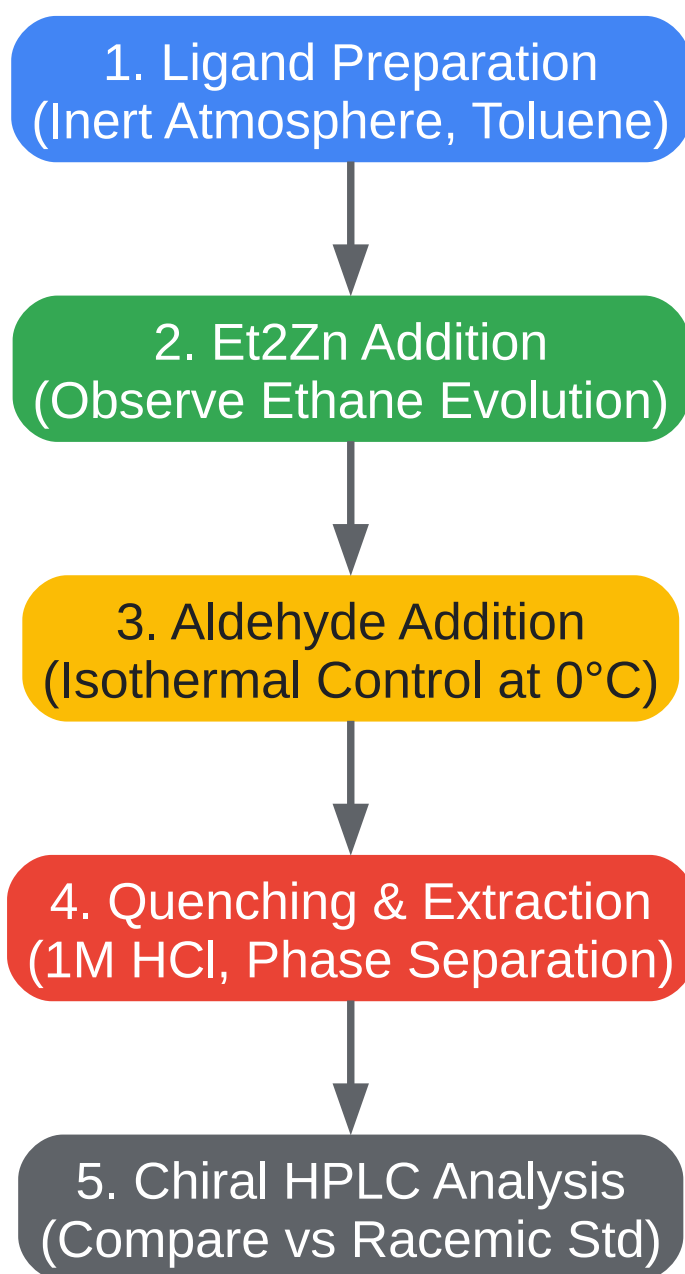 1. Ligand Preparation
(Inert Atmosphere, Toluene)
2. Et2Zn Addition
(Observe Ethane Evolution)
3. Aldehyde Addition
(Isothermal Control at 0°C)
4. Quenching & Extraction
(1M HCl, Phase Separation)
5. Chiral HPLC Analysis
(Compare vs Racemic Std)